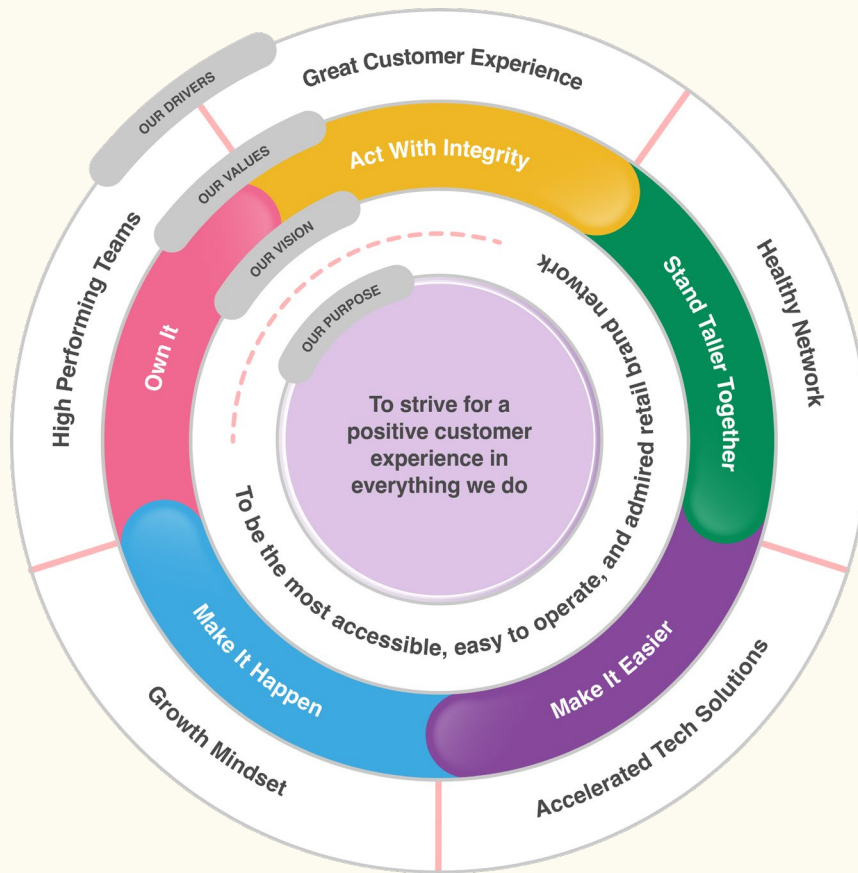 OUR DRIVERS
Great Customer Experience
Healthy Network
Accelerated Tech Solutions
Growth Mindset
High Performing Teams
OUR VALUES
Act With Integrity
Stand Taller Together
Make It Easier
Make It Happen
Own It
OUR VISION
To be the most accessible, easy to operate, and admired retail brand network
OUR PURPOSE
To strive for a
positive customer
experience in
everything we do